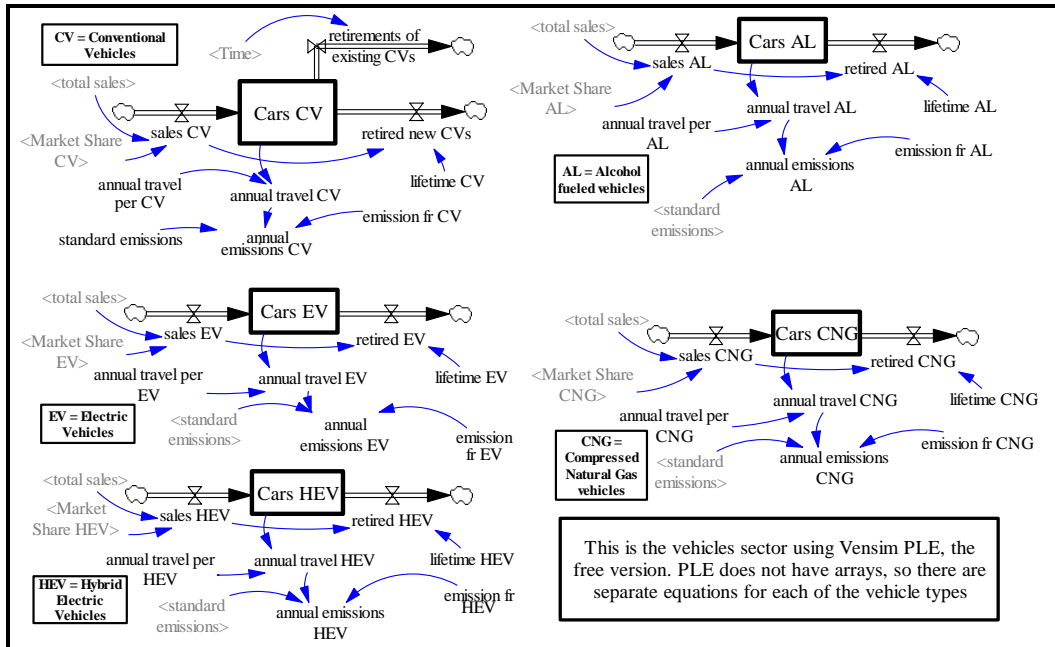 CV = Conventional
Vehicles
<total sales>
<Time>
retirements of
existing CVs
Cars CV
sales CV
retired new CVs
<Market Share
CV>
annual travel
per CV
lifetime CV
annual travel CV
emission fr CV
standard emissions
annual
emissions CV
<total sales>
Cars AL
sales AL
retired AL
<Market Share
AL>
annual travel AL
lifetime AL
annual travel per
AL
annual emissions
AL
emission fr AL
AL = Alcohol
fueled vehicles
<standard
emissions>
<total sales>
Cars EV
sales EV
retired EV
<Market Share
EV>
annual travel per
EV
annual travel EV
lifetime EV
EV = Electric
Vehicles
<standard
emissions>
annual
emissions EV
emission
fr EV
<total sales>
Cars CNG
sales CNG
retired CNG
<Market Share
CNG>
annual travel CNG
lifetime CNG
annual travel per
CNG
CNG =
Compressed
Natural Gas
vehicles
<standard
emissions>
annual emissions
CNG
emission fr CNG
<total sales>
Cars HEV
sales HEV
retired HEV
<Market
Share HEV>
annual travel per
HEV
annual travel HEV
lifetime HEV
HEV = Hybrid
Electric
Vehicles
<standard
emissions>
annual emissions
HEV
emission fr
HEV
This is the vehicles sector using Vensim PLE, the
free version. PLE does not have arrays, so there are
separate equations for each of the vehicle types